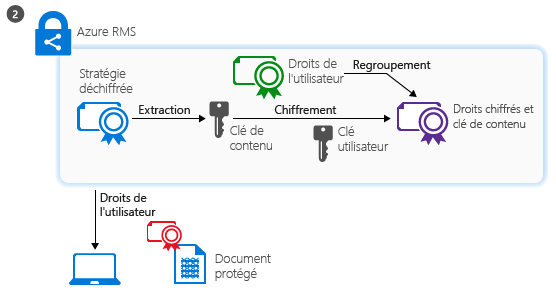 2
Azure RMS
Stratégie
déchiffrée
Droits de
l'utilisateur
Regroupement
Extraction
Clé de
contenu
Chiffrement
Clé
utilisateur
Droits chiffrés et
clé de contenu
Droits de
l'utilisateur
Document
protégé